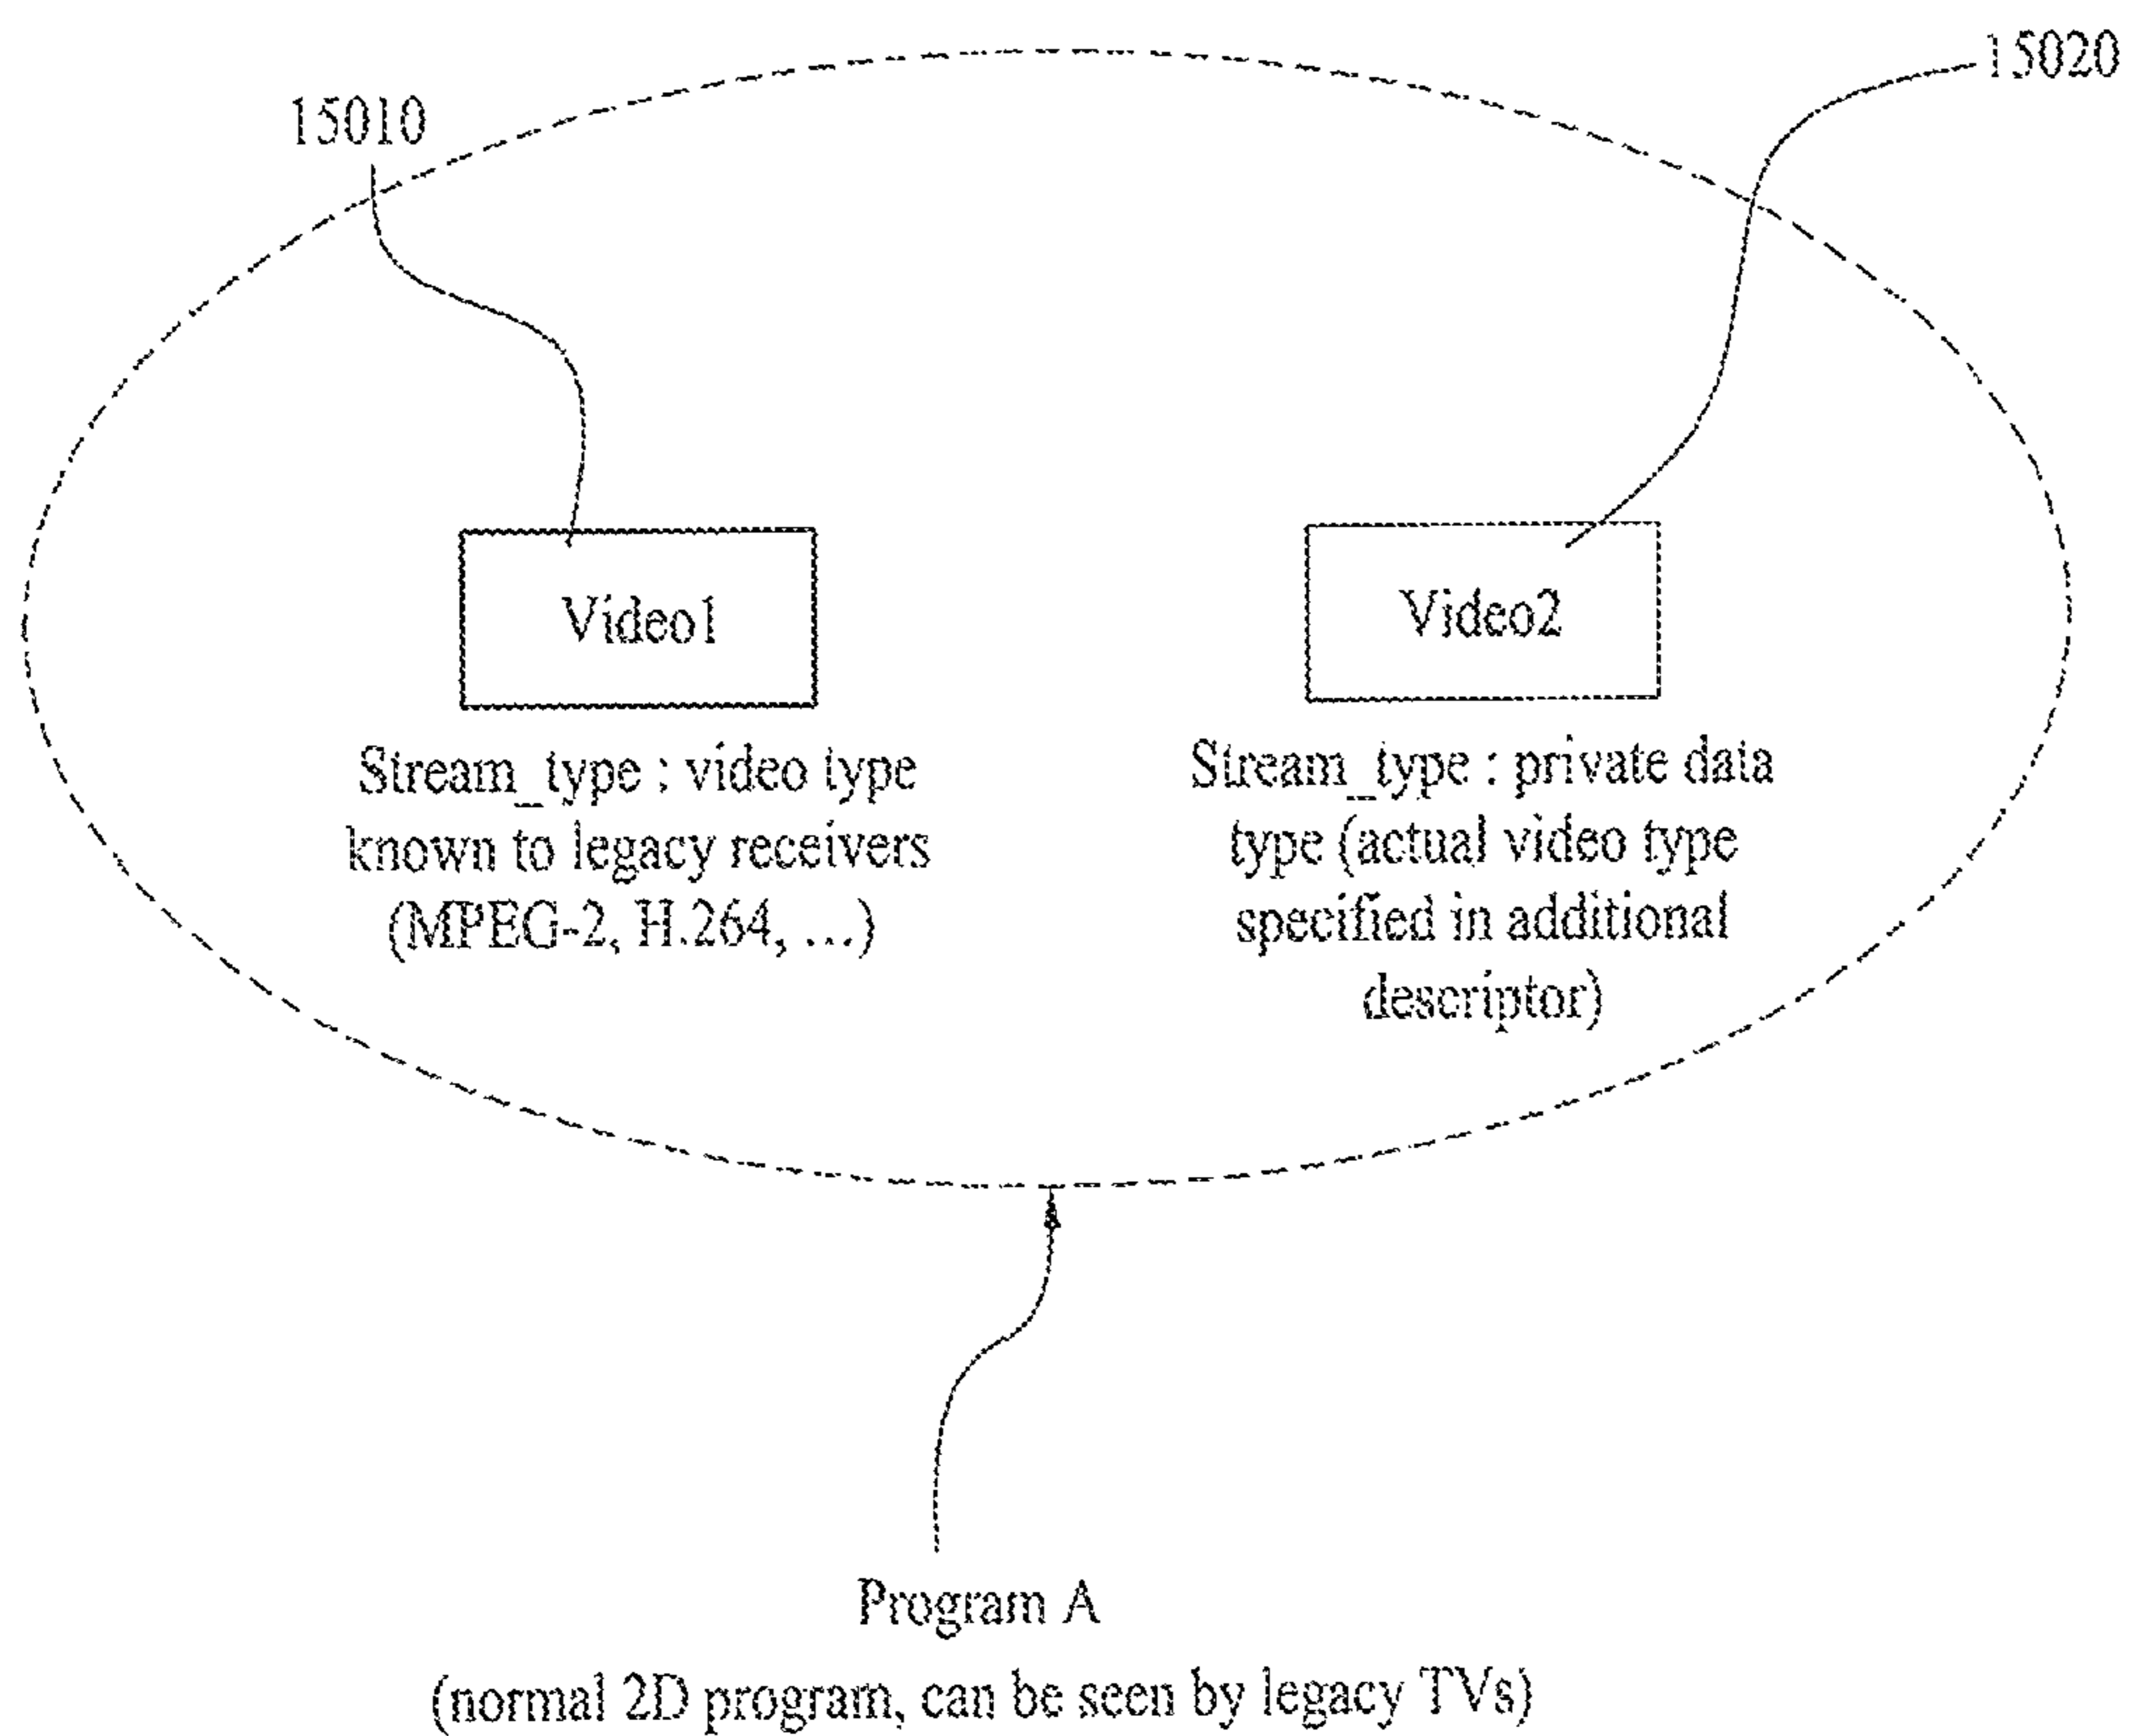 15020
15010
Video1
Video2
Stream_type : video type
known to legacy receivers
(MPEG-2, H.264, ...)
Stream_type : private data
type (actual video type
specified in additional
descriptor)
Program A
(normal 2D program, can be seen by legacy TVs)